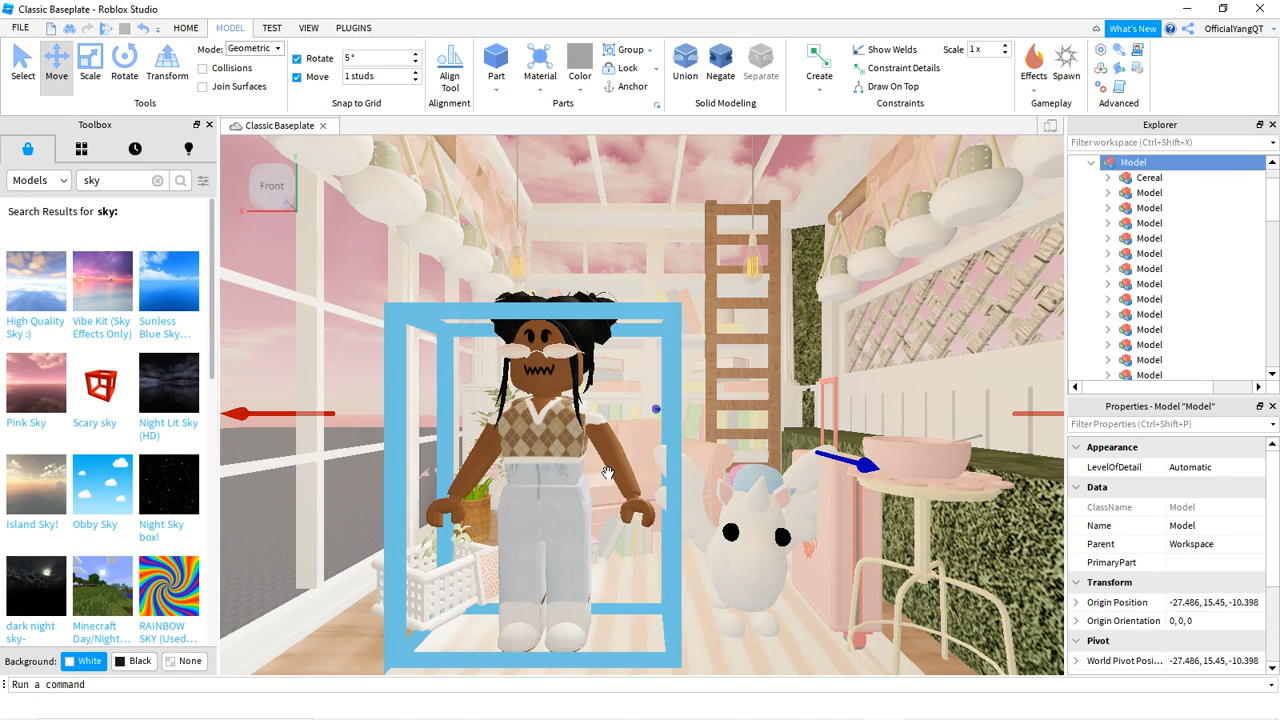 Classic Baseplate - Roblox Studio
FILE HOME MODEL TEST VIEW PLUGINS What's New OfficialYangQT
Select Move Scale Rotate Transform
Mode: Geometric
Collisions
Join Surfaces
Tools
Rotate 5°
Move 1 studs
Snap to Grid
Align Tool
Alignment
Part Material Color
Group
Lock
Anchor
Parts
Union Negate Separate
Solid Modeling
Create
Show Welds Scale 1 x
Constraint Details
Draw On Top
Constraints
Effects Spawn
Gameplay
Advanced
Toolbox
Models sky
Search Results for sky:
High Quality Sky :)
Vibe Kit (Sky Effects Only)
Sunless Blue Sky...
Pink Sky
Scary sky
Night Lit Sky (HD)
Island Sky!
Obby Sky
Night Sky box!
dark night sky-
Minecraft Day/Night...
RAINBOW SKY (Used...
Background: White Black None
Classic Baseplate
Front
X
Y
Explorer
Filter workspace (Ctrl+Shift+X)
Model
Cereal
Model
Model
Model
Model
Model
Model
Model
Model
Model
Model
Model
Model
Model
Properties - Model "Model"
Filter Properties (Ctrl+Shift+P)
Appearance
LevelOfDetail Automatic
Data
ClassName Model
Name Model
Parent Workspace
PrimaryPart
Transform
Origin Position -27.486, 15.45, -10.398
Origin Orientation 0,0,0
Pivot
World Pivot Posi... -27.486, 15.45, -10.398
Run a command